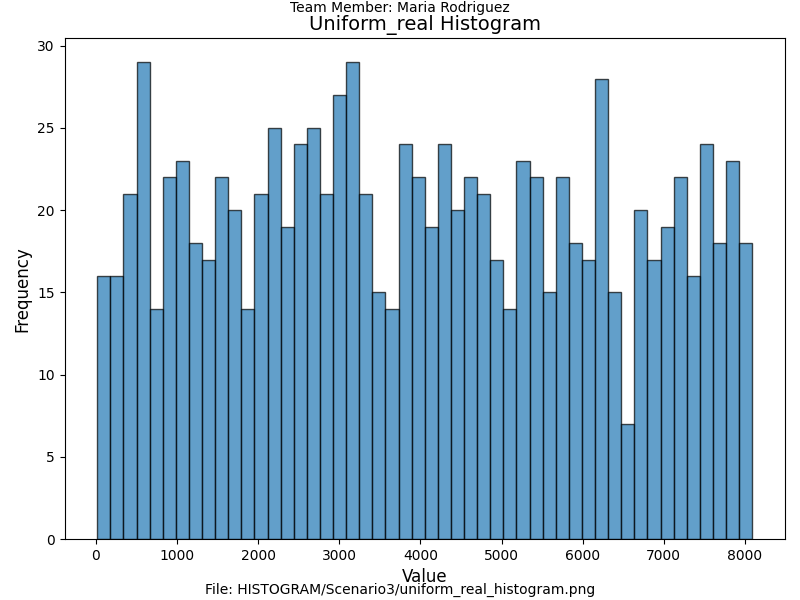 Team Member: Maria Rodriguez
Uniform_real Histogram
30
25
20
15
10
5
0
Frequency
0 1000 2000 3000 4000 5000 6000 7000 8000
Value
File: HISTOGRAM/Scenario3/uniform_real_histogram.png